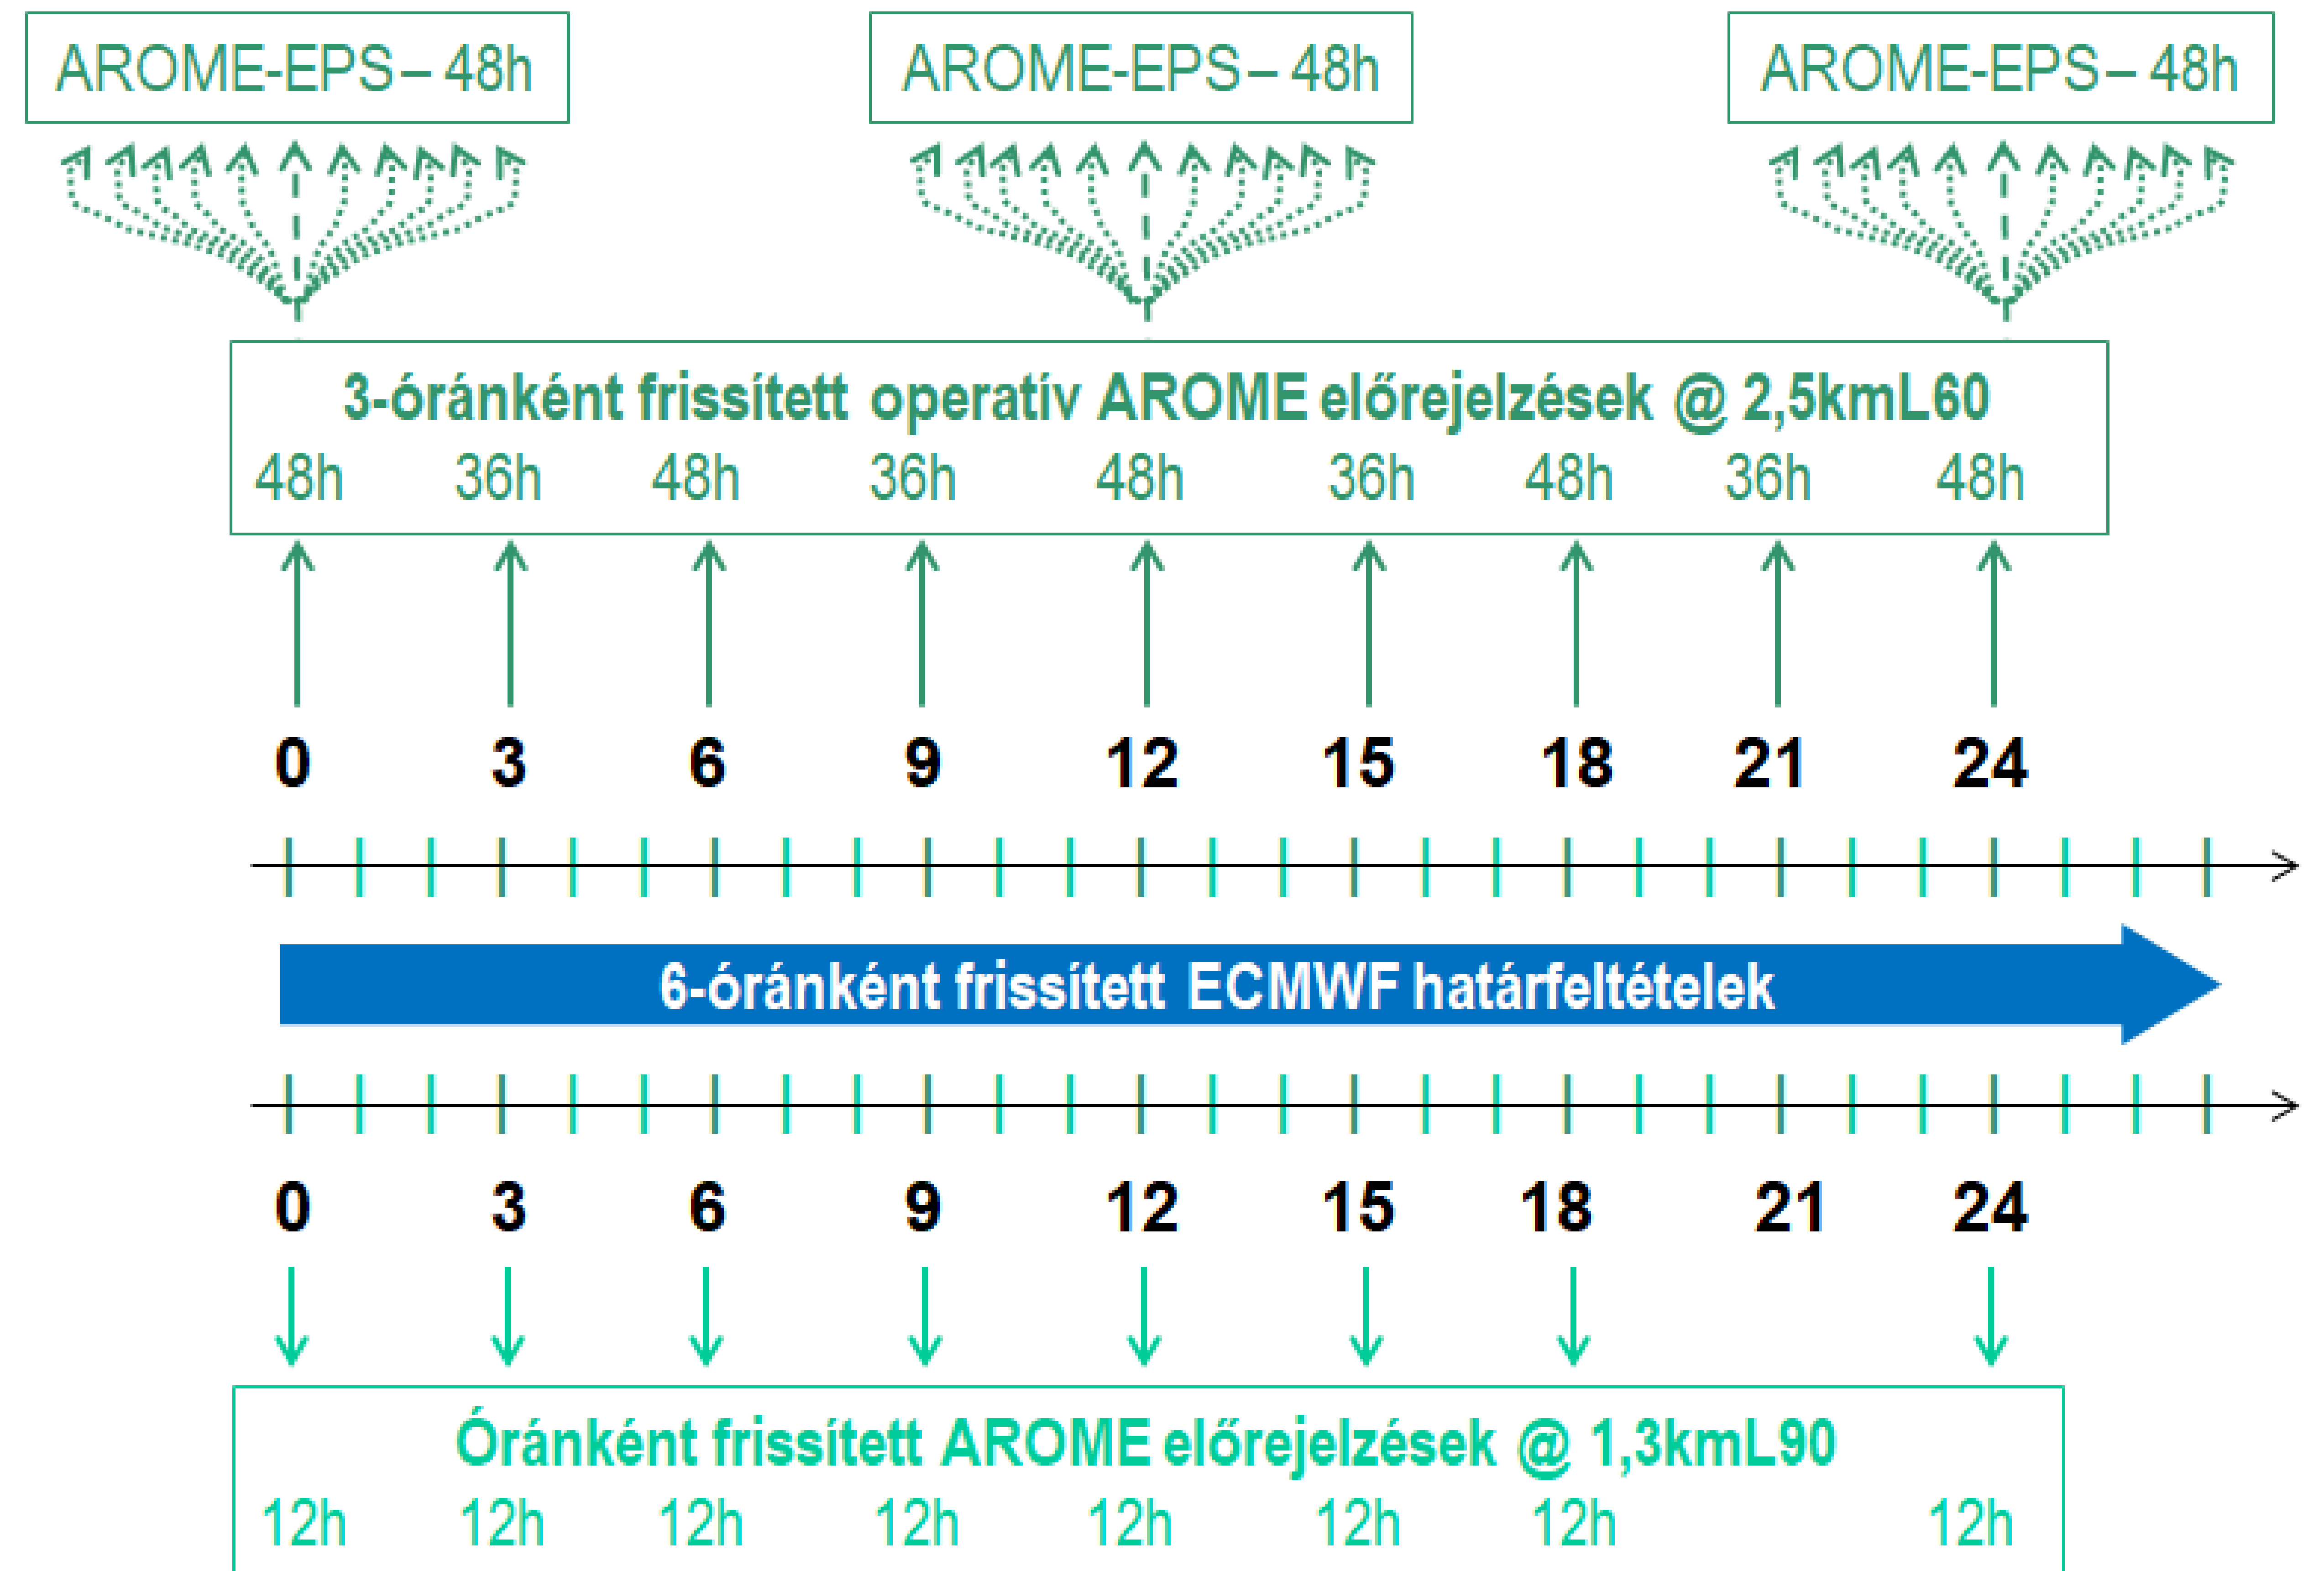 AROME-EPS – 48h AROME-EPS – 48h AROME-EPS – 48h
3-óránként frissített operatív AROME előrejelzések @ 2,5kmL60
48h 36h 48h 36h 48h 36h 48h 36h 48h
0 3 6 9 12 15 18 21 24
6-óránként frissített ECMWF határfeltételek
0 3 6 9 12 15 18 21 24
Óránként frissített AROME előrejelzések @ 1,3kmL90
12h 12h 12h 12h 12h 12h 12h 12h